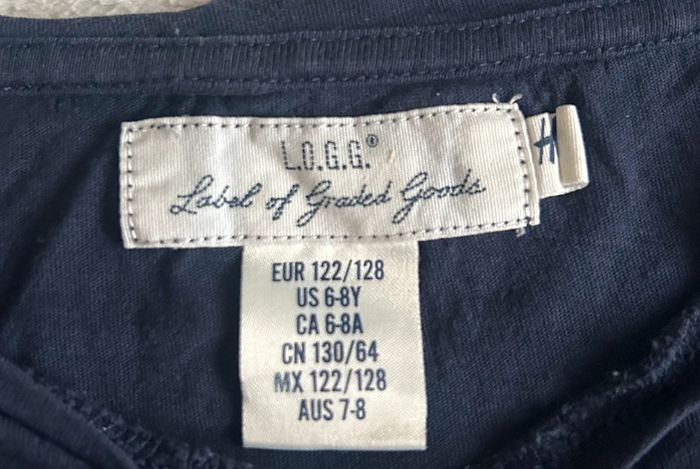 L.O.G.G.®
Label of Graded Goods
H
EUR 122/128
US 6-8Y
CA 6-8A
CN 130/64
MX 122/128
AUS 7-8